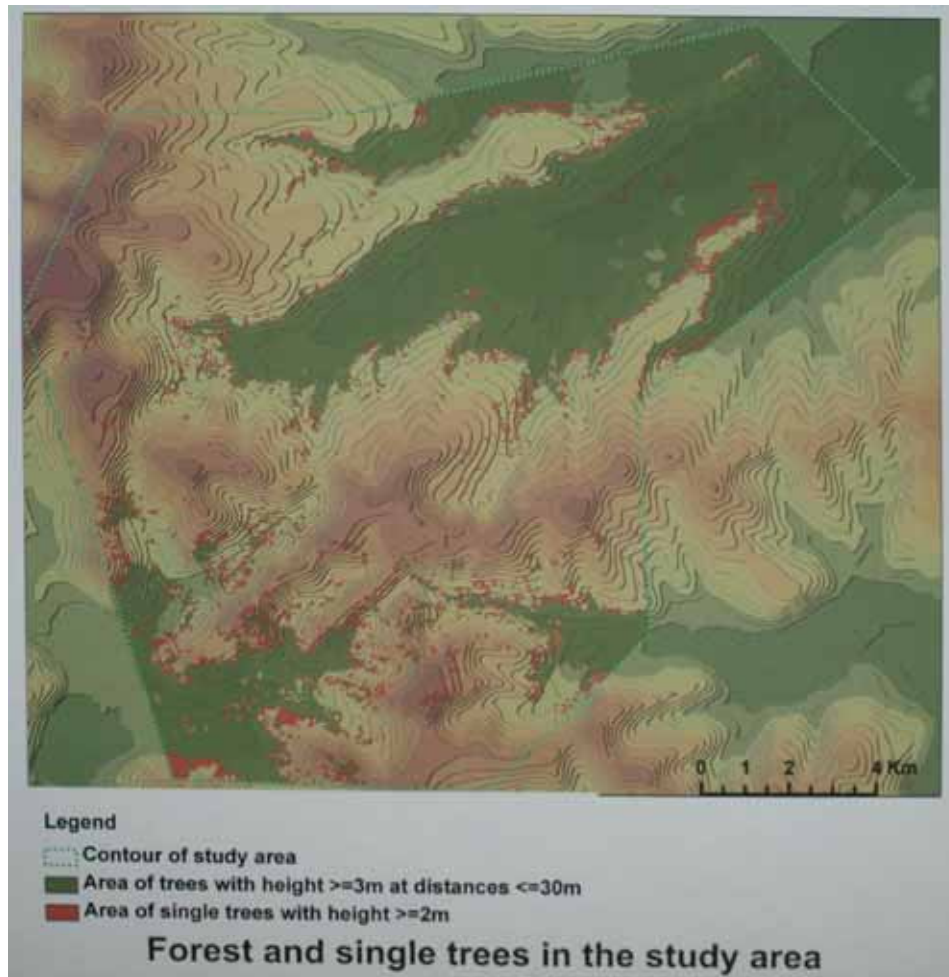 0 1 2 4 Km
Legend
Contour of study area
Area of trees with height >=3m at distances <=30m
Area of single trees with height >=2m
Forest and single trees in the study area